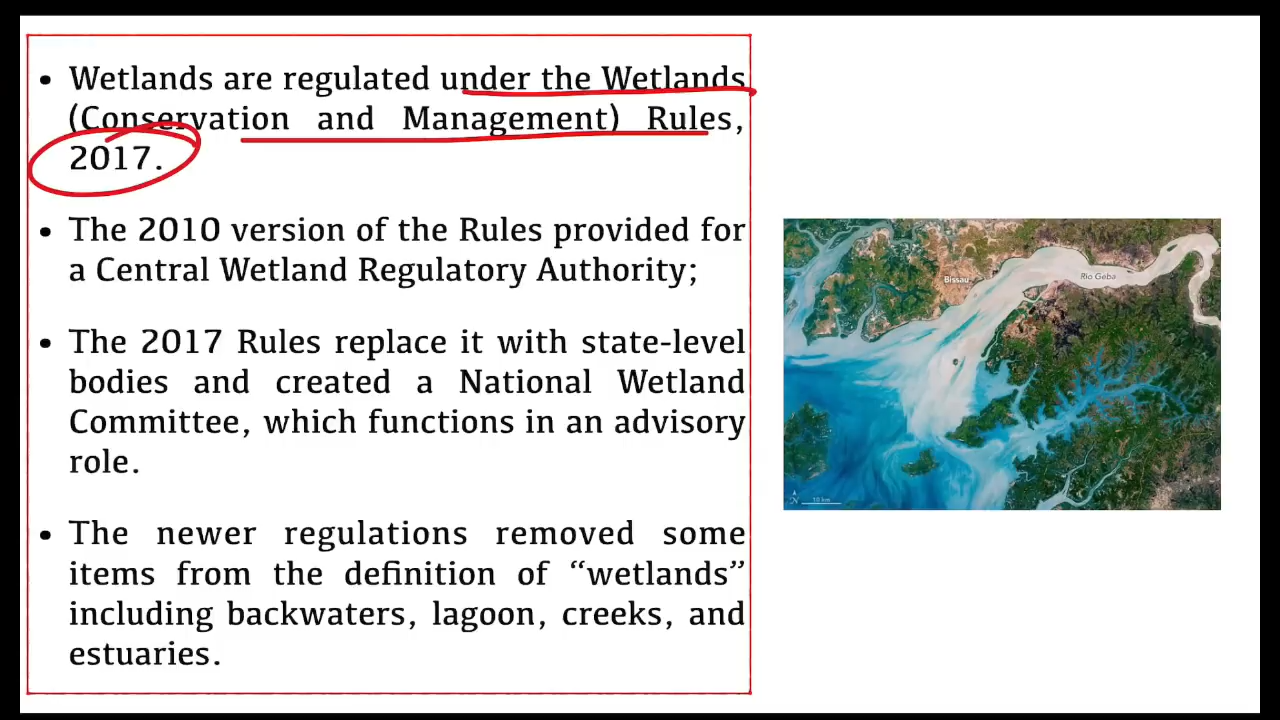 • Wetlands are regulated under the Wetlands
(Conservation and Management) Rules,
2017.
• The 2010 version of the Rules provided for
a Central Wetland Regulatory Authority;
• The 2017 Rules replace it with state-level
bodies and created a National Wetland
Committee, which functions in an advisory
role.
• The newer regulations removed some
items from the definition of “wetlands”
including backwaters, lagoon, creeks, and
estuaries.
Bissau
Rio Geba
N
10 km